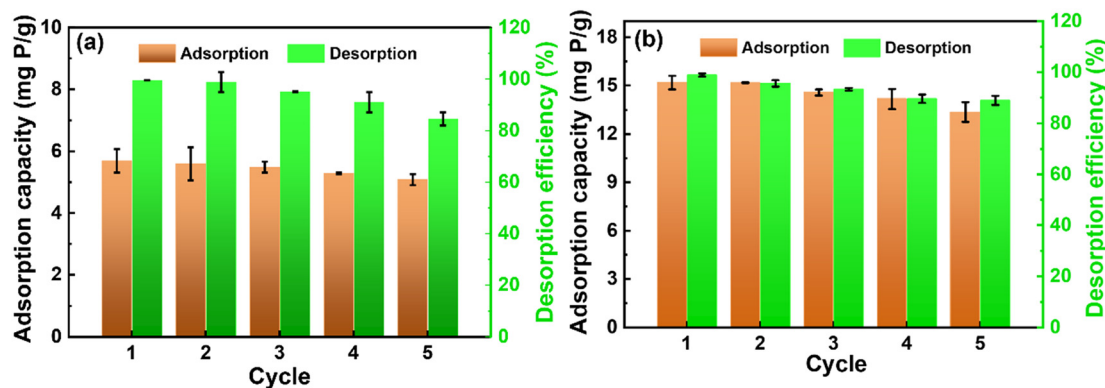 (a)
Adsorption
Desorption
Adsorption capacity (mg P/g)
10
8
6
4
2
0
Desorption efficiency (%)
120
100
80
60
40
20
0
1 2 3 4 5
Cycle
(b)
Adsorption
Desorption
Adsorption capacity (mg P/g)
18
15
12
9
6
3
0
Desorption efficiency (%)
120
100
80
60
40
20
0
1 2 3 4 5
Cycle